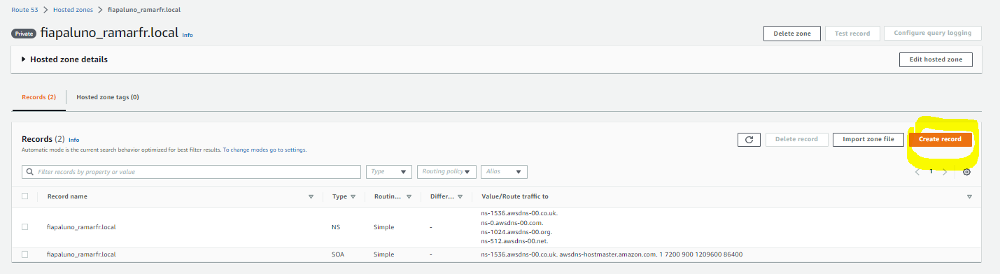 Route 53 > Hosted zones > fiapaluno_ramarfr.local
Private fiapaluno_ramarfr.local Info
Delete zone Test record Configure query logging
Hosted zone details
Edit hosted zone
Records (2) Hosted zone tags (0)
Records (2) Info
Automatic mode is the current search behavior optimized for best filter results. To change modes go to settings.
Delete record Import zone file Create record
Filter records by property or value Type Routing policy Alias
< 1 >
Record name Type Routin... Differ... Value/Route traffic to
fiapaluno_ramarfr.local NS Simple -
ns-1536.awsdns-00.co.uk.
ns-0.awsdns-00.com.
ns-1024.awsdns-00.org.
ns-512.awsdns-00.net.
fiapaluno_ramarfr.local SOA Simple - ns-1536.awsdns-00.co.uk. awsdns-hostmaster.amazon.com. 1 7200 900 1209600 86400